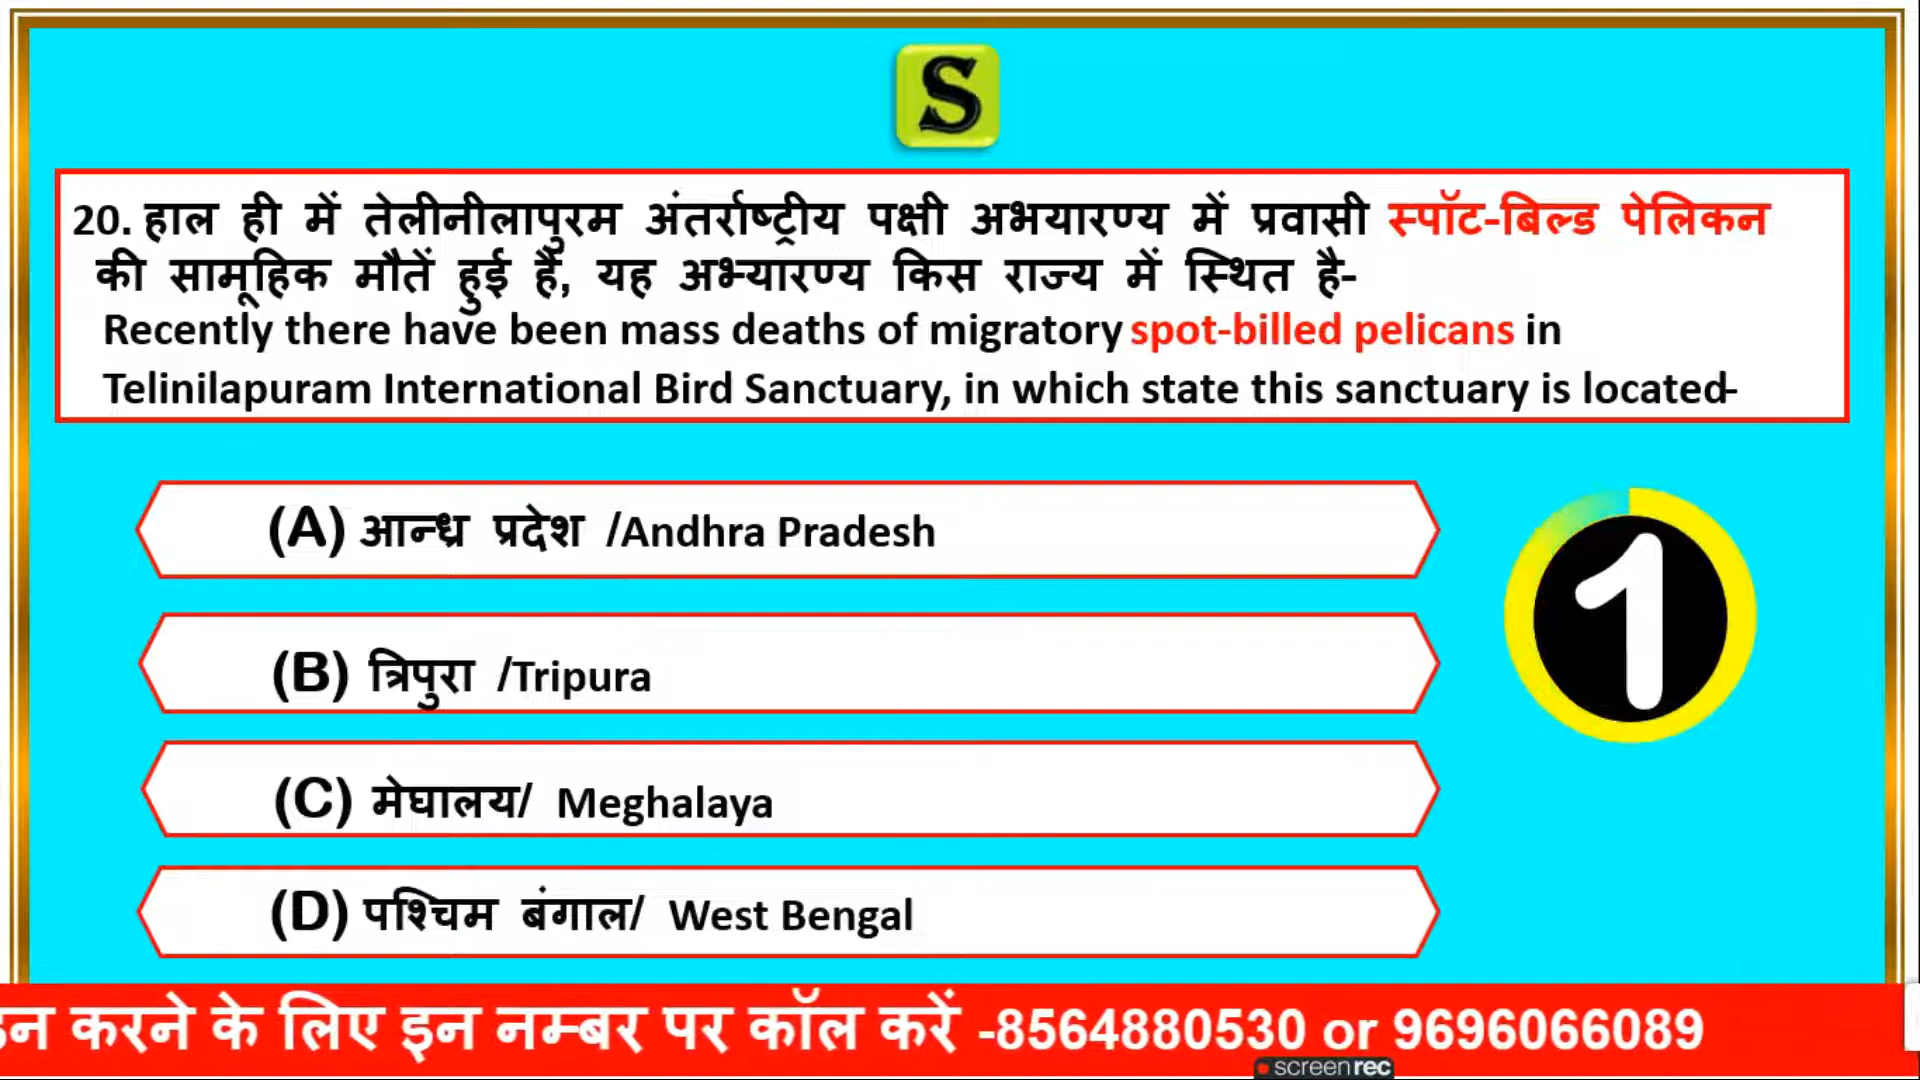 S
20. हाल ही में तेलीनीलापुरम अंतर्राष्ट्रीय पक्षी अभयारण्य में प्रवासी स्पॉट-बिल्ड पेलिकन
की सामूहिक मौतें हुई हैं, यह अभ्यारण्य किस राज्य में स्थित है-
Recently there have been mass deaths of migratory spot-billed pelicans in
Telinilapuram International Bird Sanctuary, in which state this sanctuary is located-
(A) आन्ध्र प्रदेश /Andhra Pradesh
(B) त्रिपुरा /Tripura
(C) मेघालय/ Meghalaya
(D) पश्चिम बंगाल/ West Bengal
1
करने के लिए इन नम्बर पर कॉल करें -8564880530 or 9696066089
screenrec